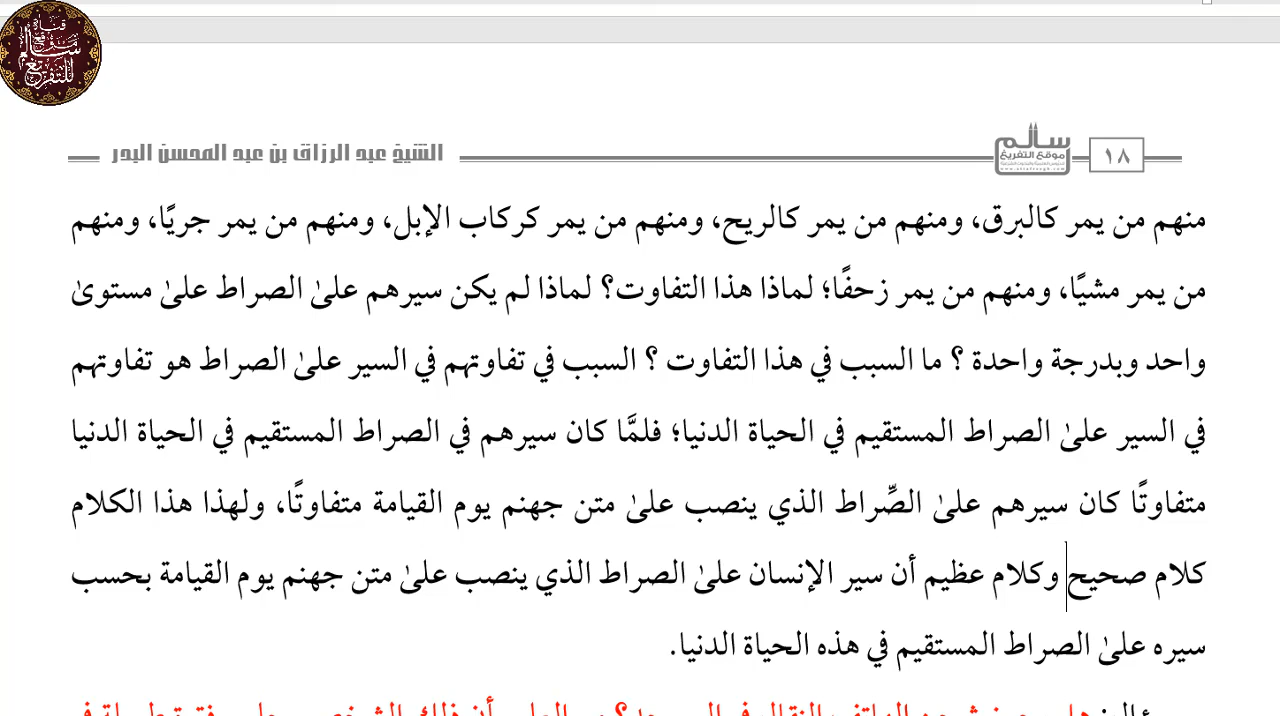 قناة
موقع
سالم
للتفريغ
الشيخ عبد الرزاق بن عبد المحسن البدر
سالم
موقع التفريغ
١٨
منهم من يمر كالبرق، ومنهم من يمر كالريح، ومنهم من يمر كركاب الإبل، ومنهم من يمر جريًا، ومنهم
من يمر مشيًا، ومنهم من يمر زحفًا؛ لماذا هذا التفاوت؟ لماذا لم يكن سيرهم علىٰ الصراط علىٰ مستوىٰ
واحد وبدرجة واحدة ؟ ما السبب في هذا التفاوت ؟ السبب في تفاوتهم في السير علىٰ الصراط هو تفاوتهم
في السير علىٰ الصراط المستقيم في الحياة الدنيا؛ فلمَّا كان سيرهم في الصراط المستقيم في الحياة الدنيا
متفاوتًا كان سيرهم علىٰ الصِّراط الذي ينصب علىٰ متن جهنم يوم القيامة متفاوتًا، ولهذا هذا الكلام
كلام صحيح وكلام عظيم أن سير الإنسان علىٰ الصراط الذي ينصب علىٰ متن جهنم يوم القيامة بحسب
سيره علىٰ الصراط المستقيم في هذه الحياة الدنيا.